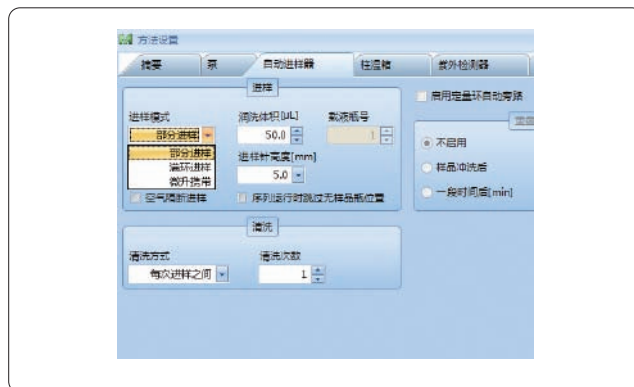 方法设置
摘要 泵 自动进样器 柱温箱 紫外检测器
进样
启用定量环自动旁路
进样模式 润洗体积[μL] 载液瓶号
部分进样 50.0 1
不启用
部分进样 进样针高度[mm]
满环进样 5.0
样品冲洗后
微升携带
空气隔断进样 序列运行时跳过无样品瓶位置
一段时间后[min]
清洗
清洗方式 清洗次数
每次进样之间 1